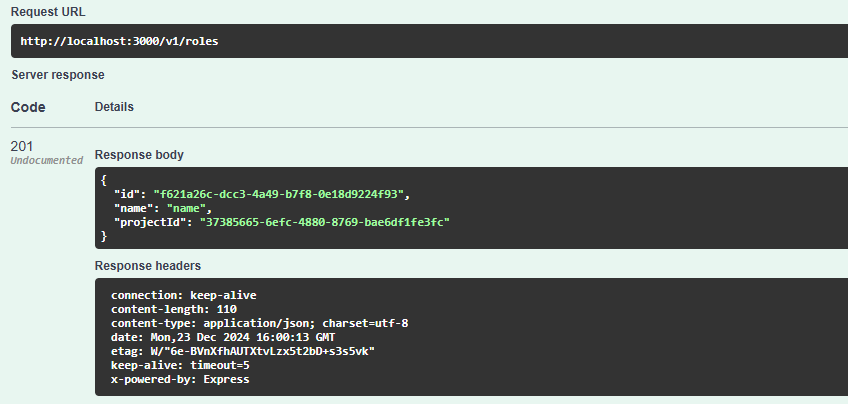 Request URL
http://localhost:3000/v1/roles
Server response
Code Details
201
Undocumented
Response body
{
"id": "f621a26c-dcc3-4a49-b7f8-0e18d9224f93",
"name": "name",
"projectId": "37385665-6efc-4880-8769-bae6df1fe3fc"
}
Response headers
connection: keep-alive
content-length: 110
content-type: application/json; charset=utf-8
date: Mon,23 Dec 2024 16:00:13 GMT
etag: W/"6e-BVnXfhAUTXtvLzx5t2bD+s3s5vk"
keep-alive: timeout=5
x-powered-by: Express